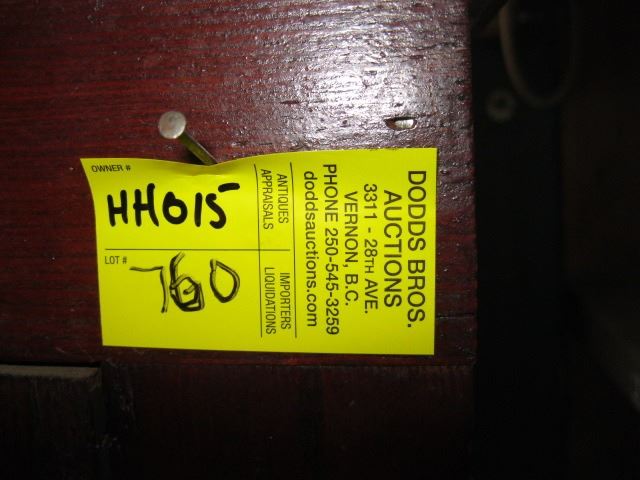 DODDS BROS.
AUCTIONS
3311 - 28TH AVE.
VERNON, B.C.
PHONE 250-545-3259
doddsauctions.com
ANTIQUES
APPRAISALS
IMPORTERS
LIQUIDATIONS
OWNER #
HH015
LOT #
760